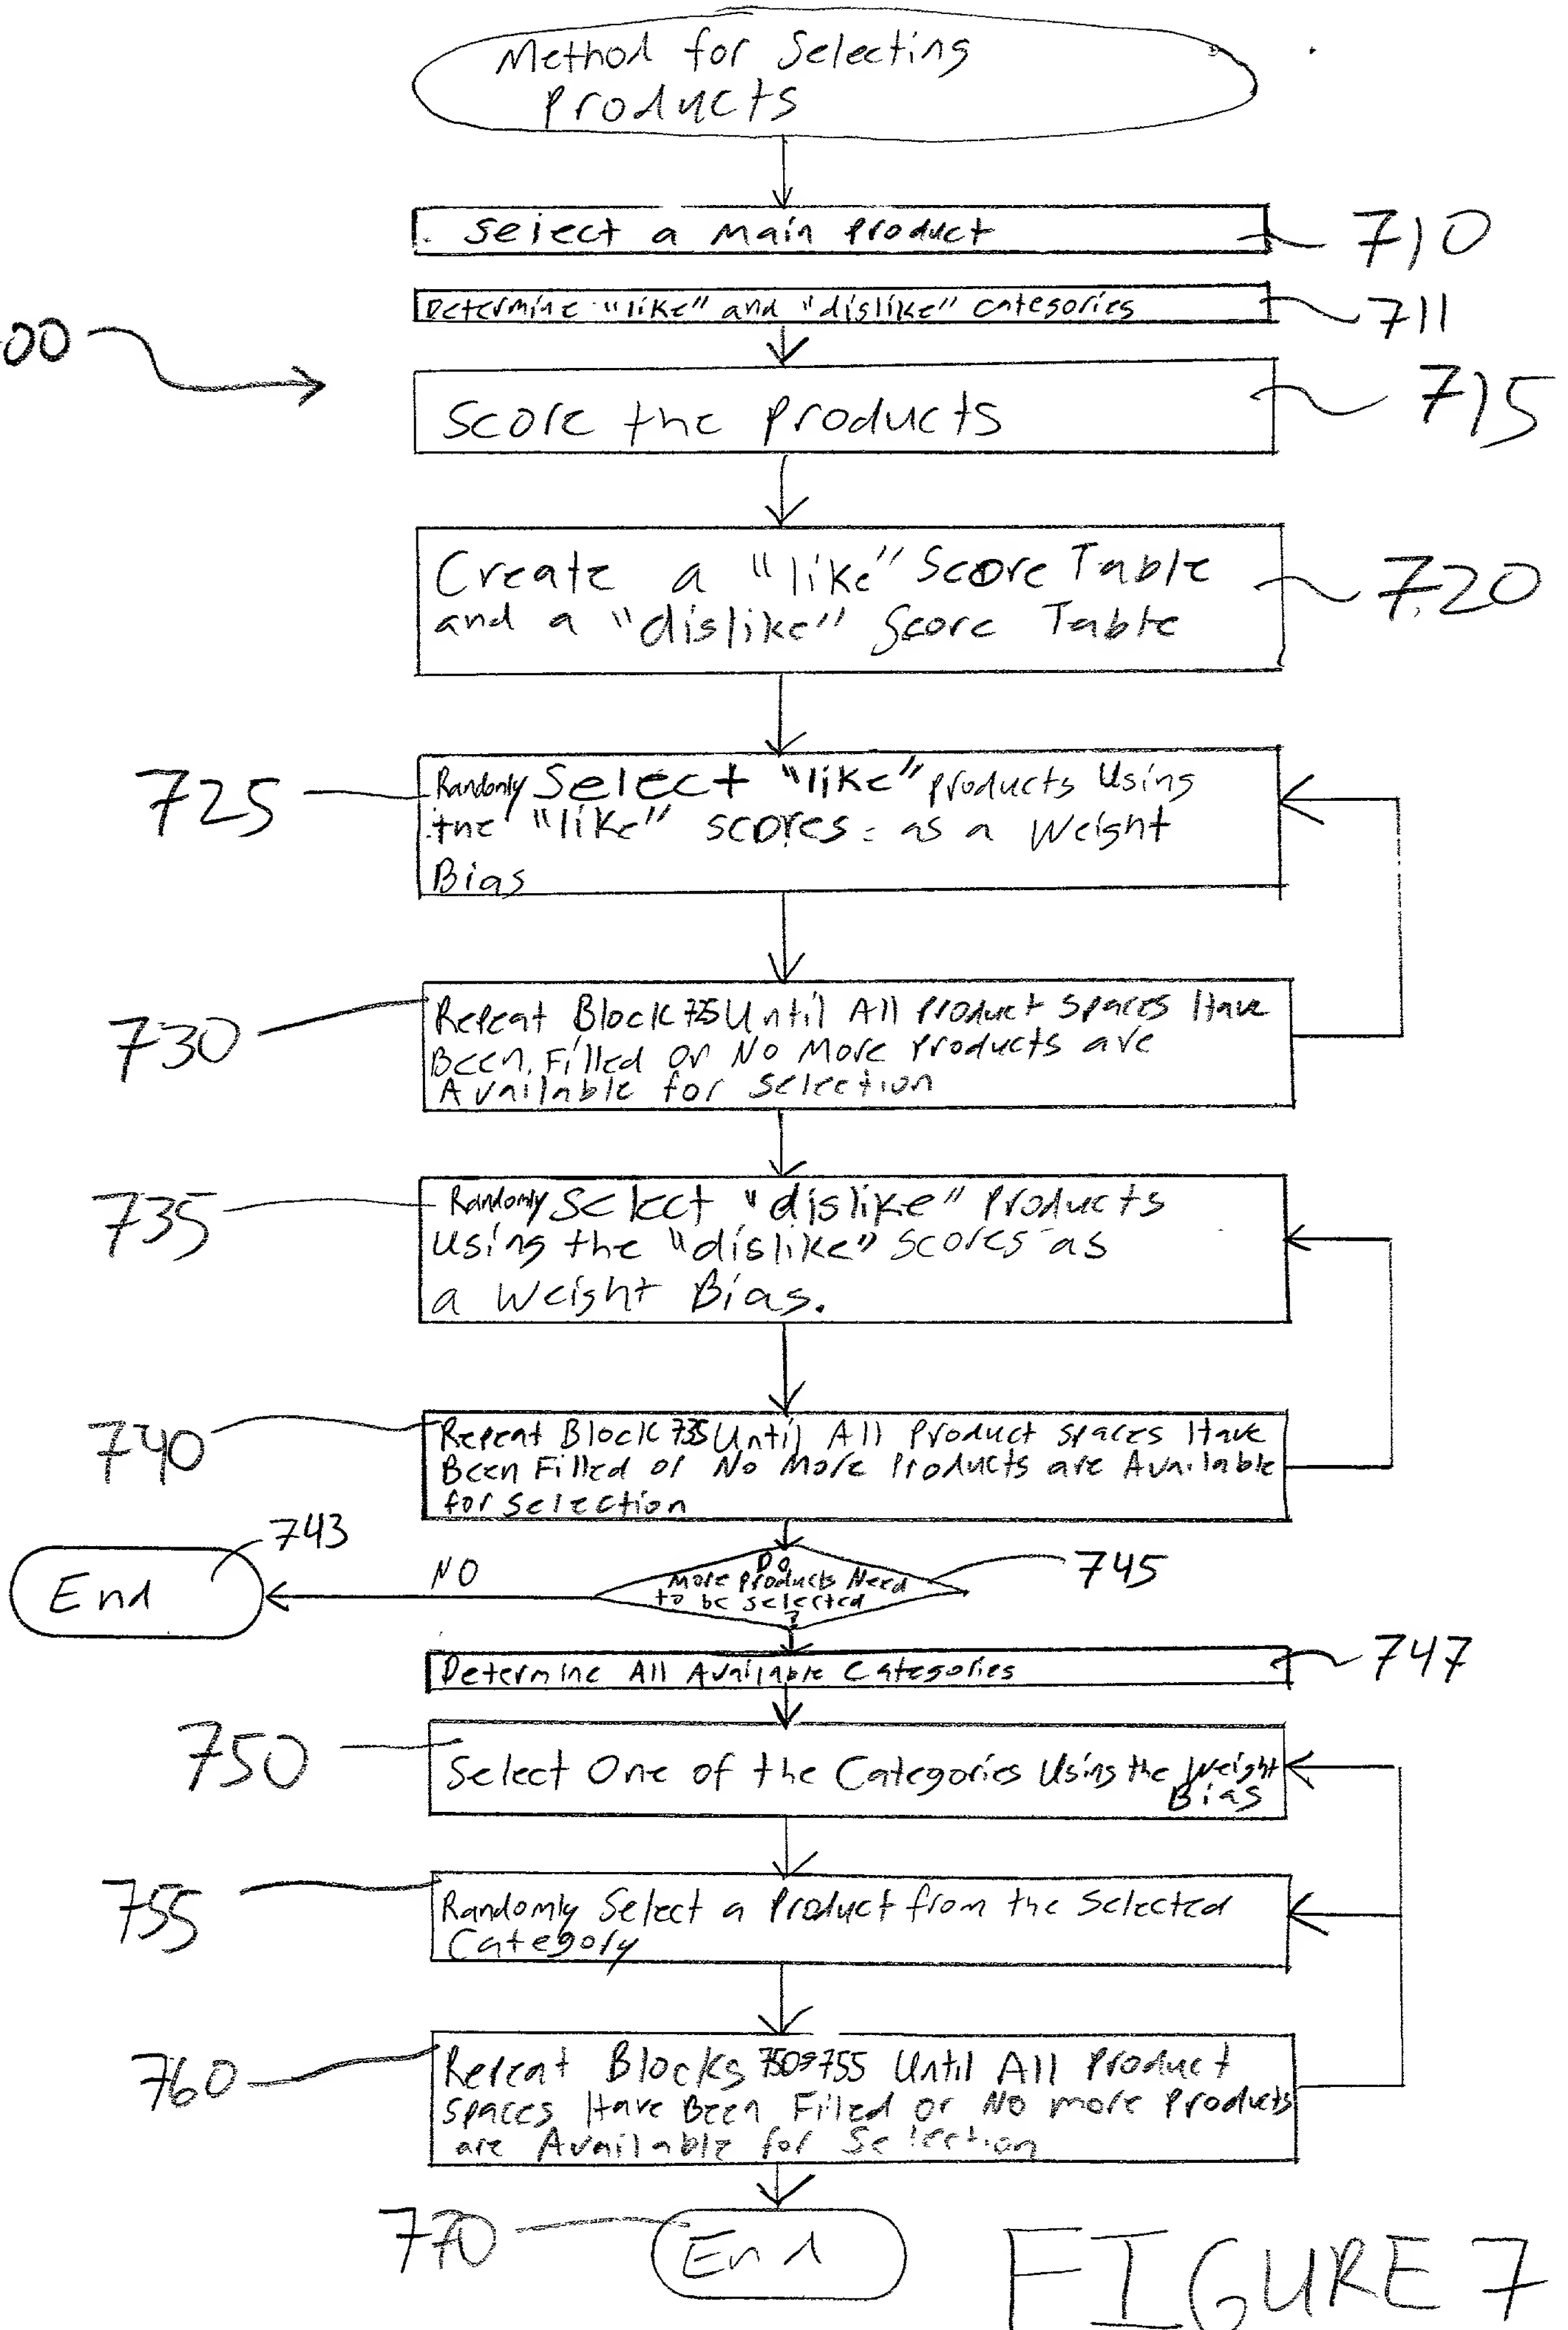 Method for Selecting
Products
Select a Main Product
710
Determine "like" and "dislike" Categories
711
00
Score the Products
715
Create a "like" Score Table
and a "dislike" Score Table
720
725
Randomly Select "like" Products Using
the "like" scores as a Weight
Bias
730
Repeat Block 725 Until All Product Spaces Have
Been Filled or No More Products are
Available for Selection
735
Randomly Select "dislike" Products
Using the "dislike" Scores as
a Weight Bias.
740
Repeat Block 735 Until All Product Spaces Have
Been Filled or No More Products are Available
for Selection
743
End
NO
Do
More Products Need
to be selected
?
745
Determine All Available Categories
747
750
Select One of the Categories Using the Weight
Bias
755
Randomly Select a Product from the Selected
Category
760
Repeat Blocks 750 755 Until All Product
Spaces Have Been Filled or No more Products
are Available for Selection
770
End
FIGURE 7